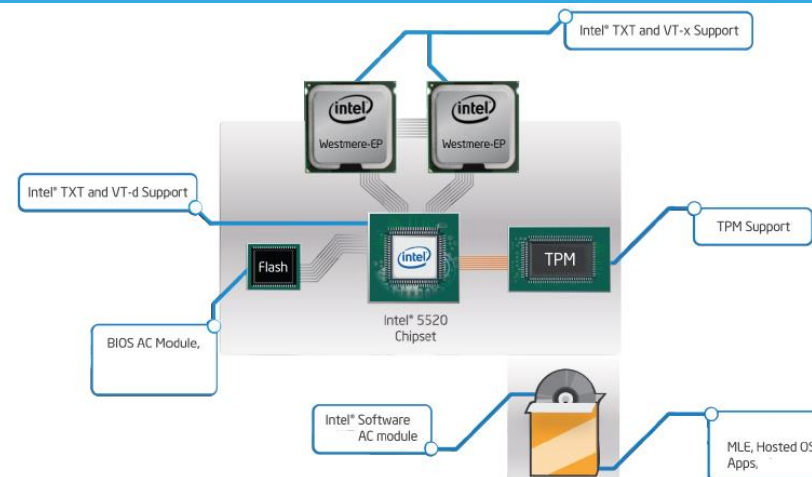 Intel® TXT and VT-x Support
intel
Westmere-EP
intel
Westmere-EP
Intel® TXT and VT-d Support
TPM Support
Flash
intel
TPM
Intel® 5520
Chipset
BIOS AC Module,
Intel® Software
AC module
MLE, Hosted OS
Apps,